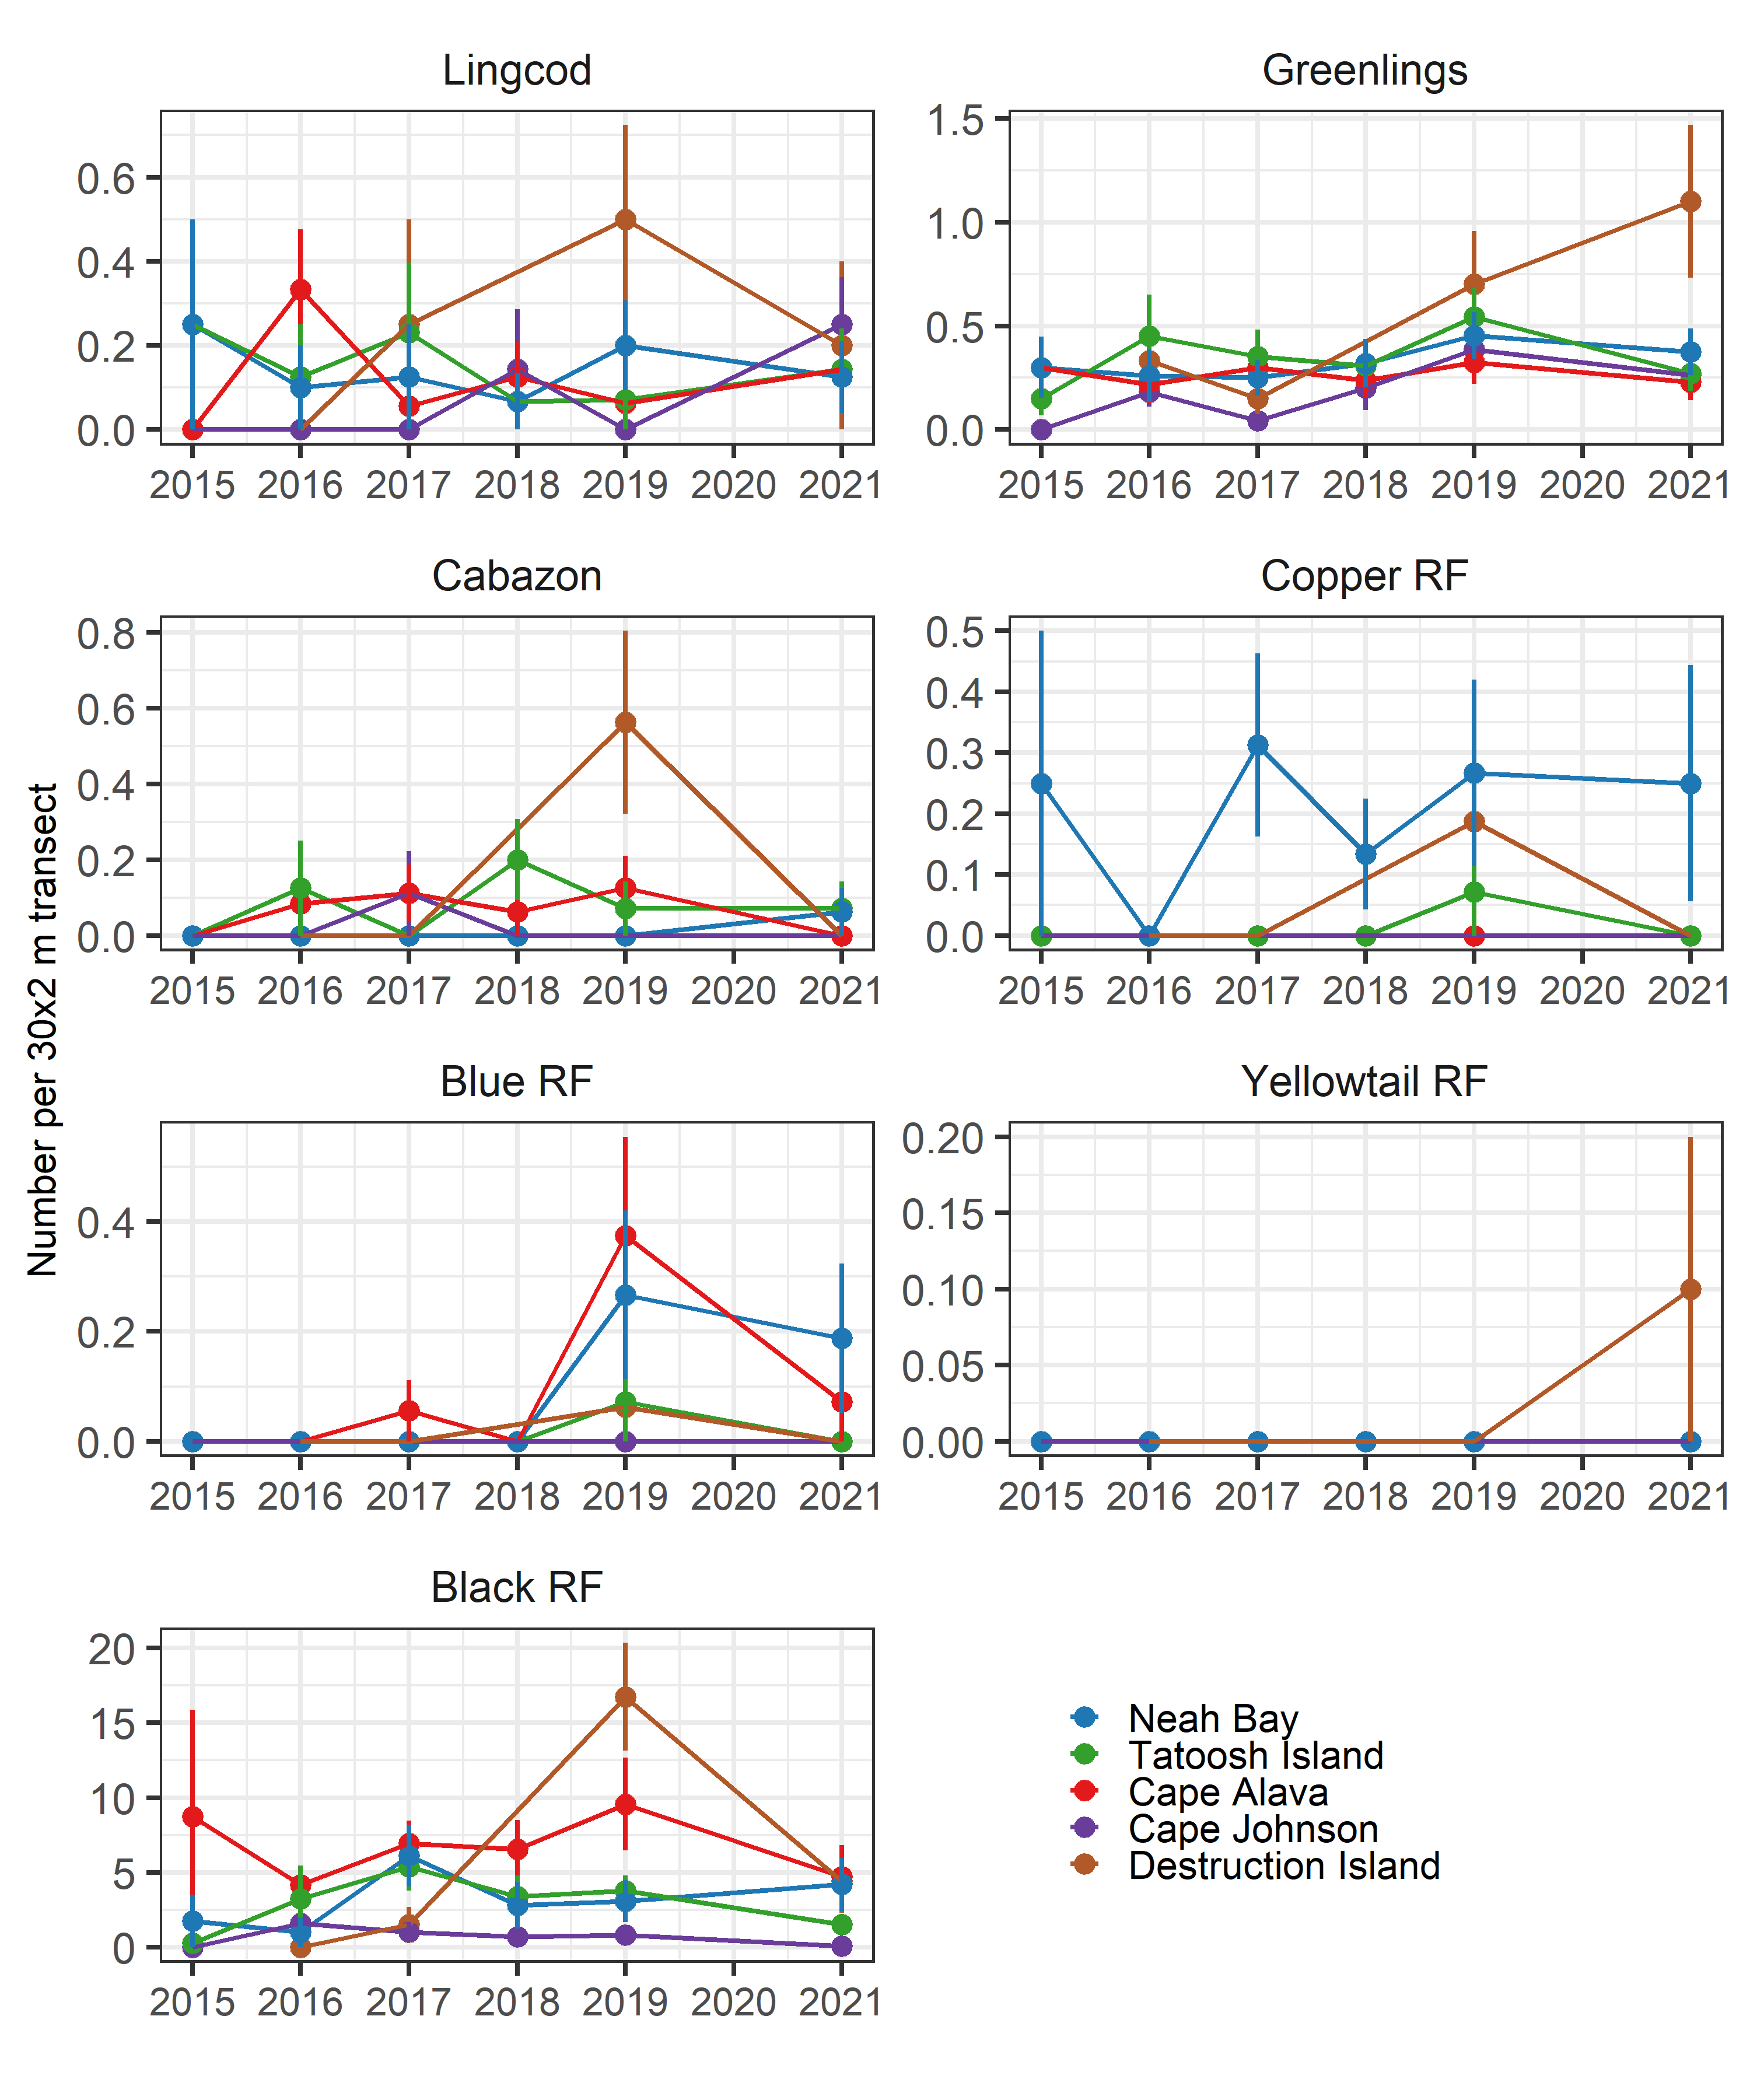 Lingcod
0.6
0.4
0.2
0.0
2015 2016 2017 2018 2019 2020 2021
Greenlings
1.5
1.0
0.5
0.0
2015 2016 2017 2018 2019 2020 2021
Number per 30x2 m transect
Cabazon
0.8
0.6
0.4
0.2
0.0
2015 2016 2017 2018 2019 2020 2021
Copper RF
0.5
0.4
0.3
0.2
0.1
0.0
2015 2016 2017 2018 2019 2020 2021
Blue RF
0.4
0.2
0.0
2015 2016 2017 2018 2019 2020 2021
Yellowtail RF
0.20
0.15
0.10
0.05
0.00
2015 2016 2017 2018 2019 2020 2021
Black RF
20
15
10
5
0
2015 2016 2017 2018 2019 2020 2021
Neah Bay
Tatoosh Island
Cape Alava
Cape Johnson
Destruction Island